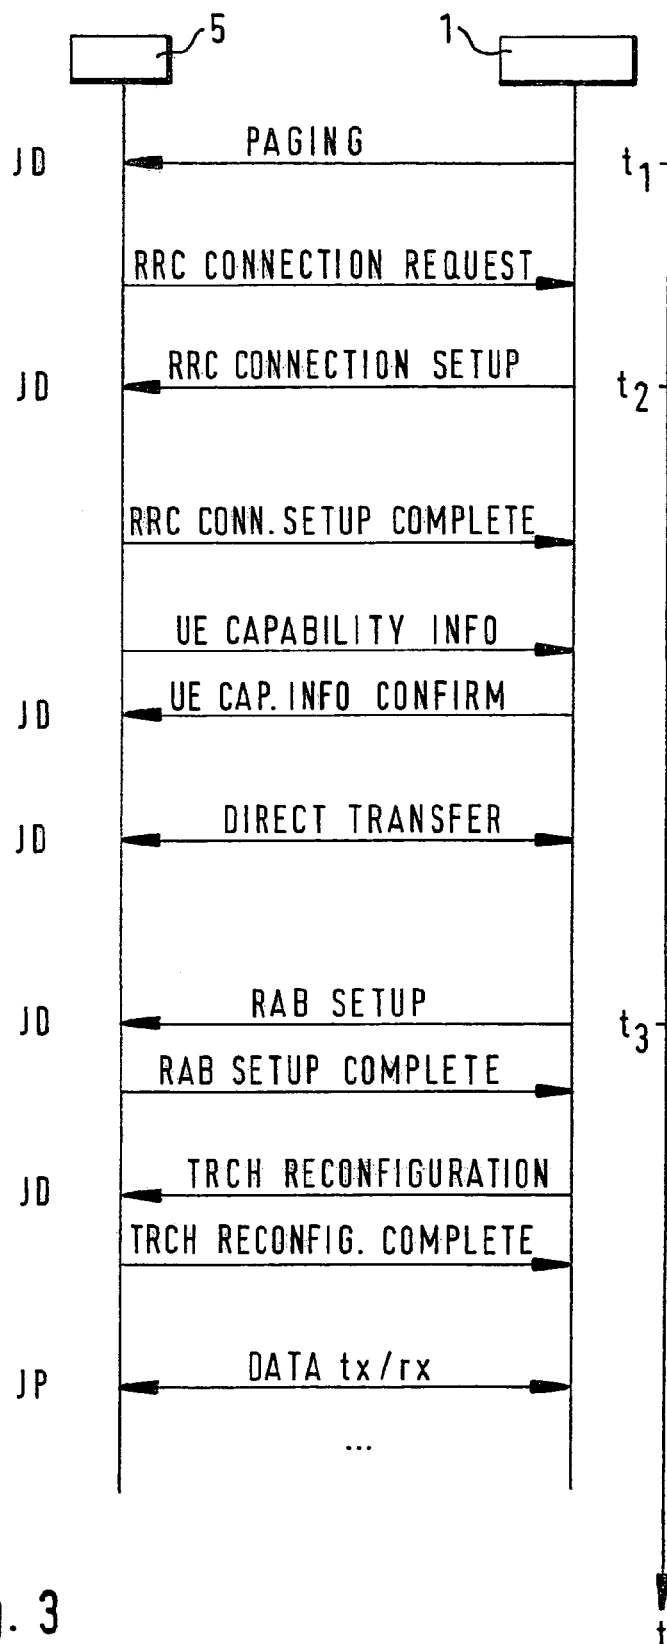 5 1
JD PAGING t1
RRC CONNECTION REQUEST
JD RRC CONNECTION SETUP t2
RRC CONN. SETUP COMPLETE
UE CAPABILITY INFO
JD UE CAP. INFO CONFIRM
JD DIRECT TRANSFER
JD RAB SETUP t3
RAB SETUP COMPLETE
JD TRCH RECONFIGURATION
TRCH RECONFIG. COMPLETE
JP DATA tx/rx
...
. 3
t